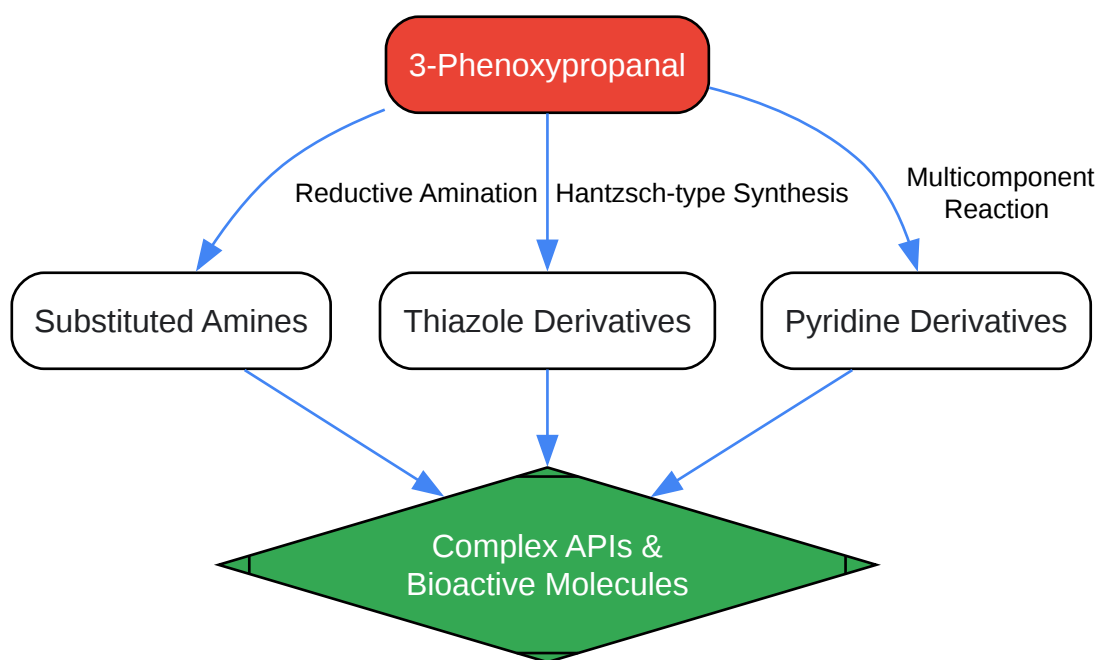 3-Phenoxypropanal
Reductive Amination
Hantzsch-type Synthesis
Multicomponent
Reaction
Substituted Amines
Thiazole Derivatives
Pyridine Derivatives
Complex APIs &
Bioactive Molecules